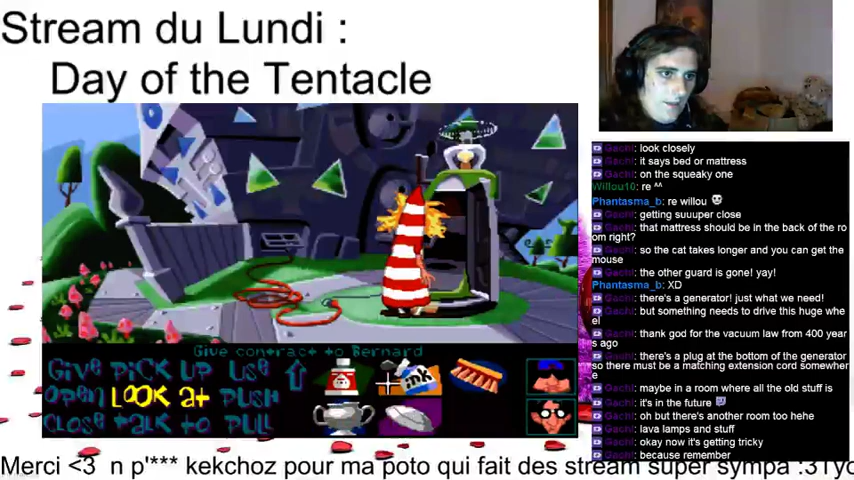 Stream du Lundi :
Day of the Tentacle
Give contract to Bernard
Give Pick up Use
Open Look at Push
Close Talk to Pull
ink
Gachi: look closely
Gachi: it says bed or mattress
Gachi: on the squeaky one
Willou10: re ^^
Phantasma_b: re willou
Gachi: getting suuuper close
Gachi: that mattress should be in the back of the ro
om right?
Gachi: so the cat takes longer and you can get the
mouse
Gachi: the other guard is gone! yay!
Phantasma_b: XD
Gachi: there's a generator! just what we need!
Gachi: but something needs to drive this huge whe
el
Gachi: thank god for the vacuum law from 400 year
s ago
Gachi: there's a plug at the bottom of the generator
so there must be a matching extension cord somewher
e
Gachi: maybe in a room where all the old stuff is
Gachi: it's in the future
Gachi: oh but there's another room too hehe
Gachi: lava lamps and stuff
Gachi: okay now it's getting tricky
Gachi: because remember
Merci <3 n p'*** kekchoz pour ma poto qui fait des stream super sympa :31yo